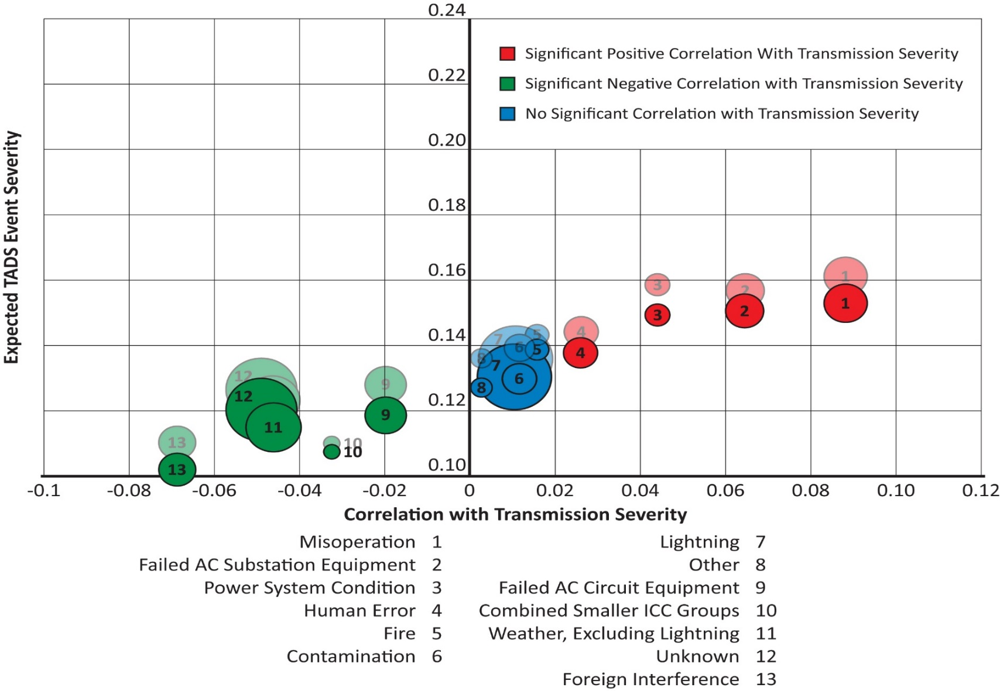 0.24
Significant Positive Correlation With Transmission Severity
Significant Negative Correlation with Transmission Severity
No Significant Correlation with Transmission Severity
0.22
0.20
0.18
0.16
0.14
0.12
0.10
Expected TADS Event Severity
1
2
3
4
5
6
7
8
9
10
11
12
13
1
2
3
4
5
6
7
8
9
10
12
13
-0.1 -0.08 -0.06 -0.04 -0.02 0 0.02 0.04 0.06 0.08 0.10 0.12
Correlation with Transmission Severity
Misoperation 1
Failed AC Substation Equipment 2
Power System Condition 3
Human Error 4
Fire 5
Contamination 6
Lightning 7
Other 8
Failed AC Circuit Equipment 9
Combined Smaller ICC Groups 10
Weather, Excluding Lightning 11
Unknown 12
Foreign Interference 13